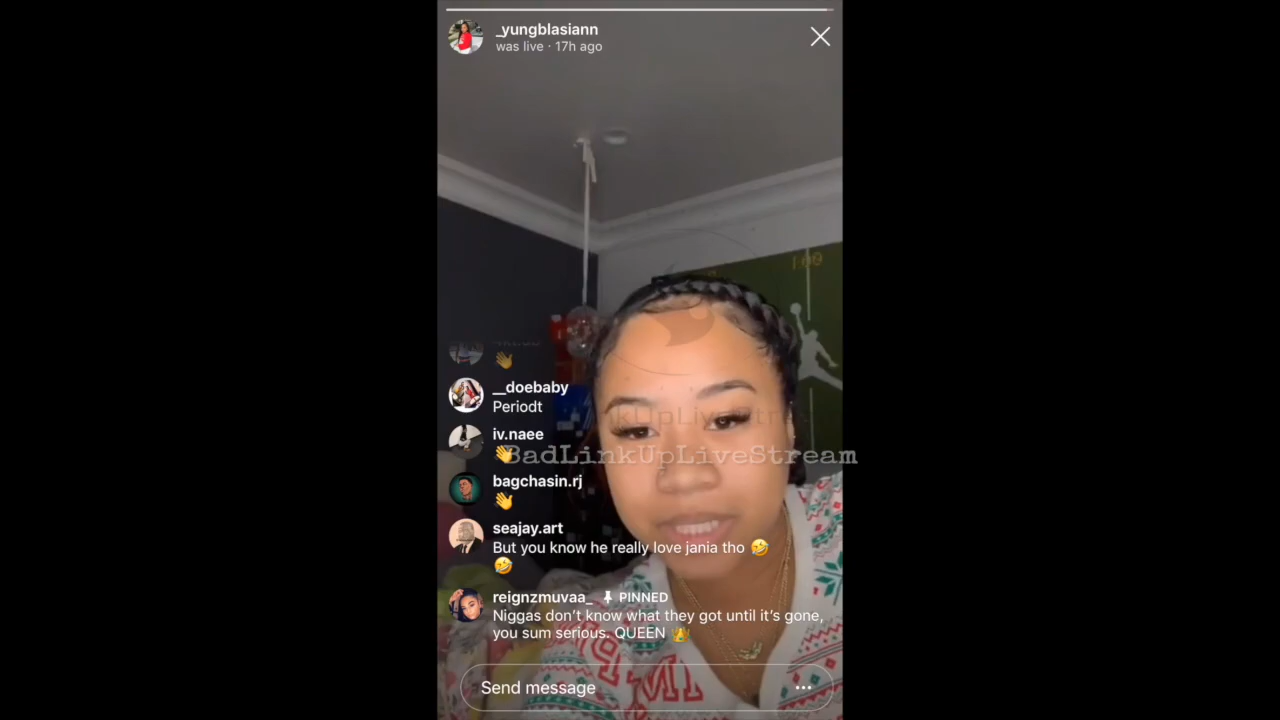 _yungblasiann
was live · 17h ago
__doebaby
Periodt
iv.naee
👋
BadLinkUpLiveStream
bagchasin.rj
👋
seajay.art
But you know he really love jania tho 🤣
🤣
reignzmuvaa_ 📌 PINNED
Niggas don't know what they got until it's gone,
you sum serious. QUEEN 👑
Send message